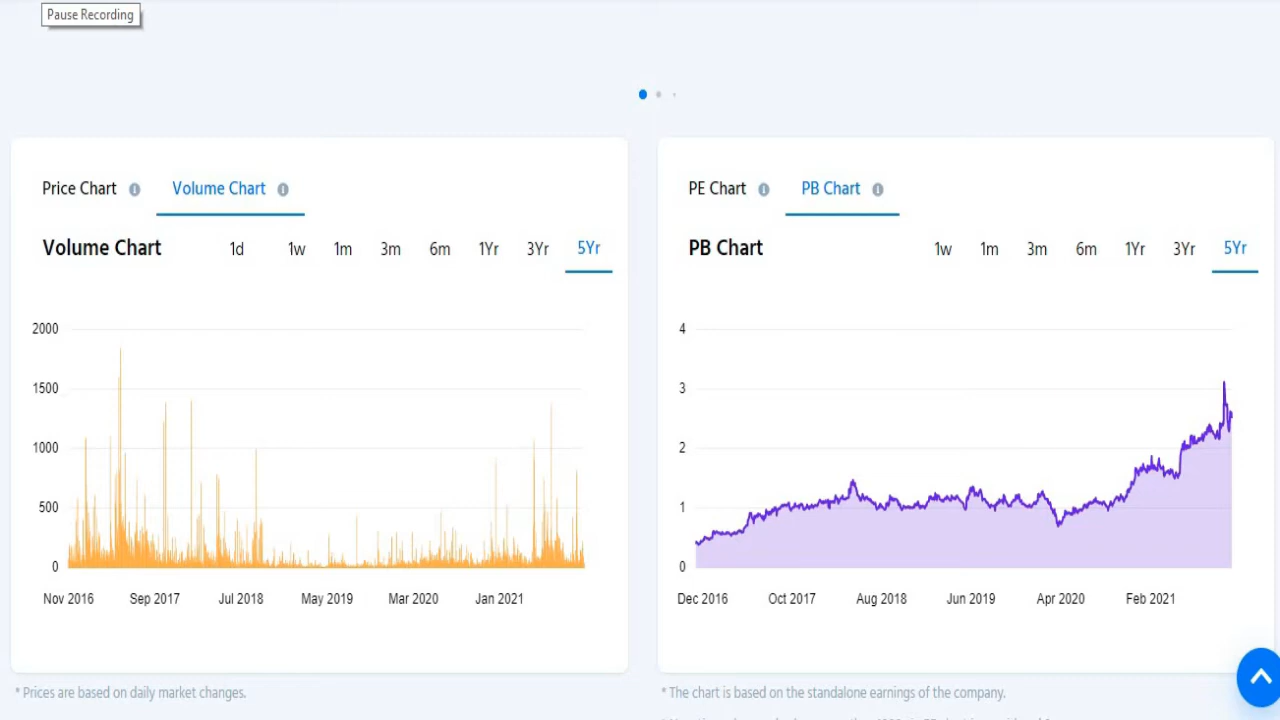 Pause Recording
Price Chart Volume Chart
Volume Chart 1d 1w 1m 3m 6m 1Yr 3Yr 5Yr
2000
1500
1000
500
0
Nov 2016 Sep 2017 Jul 2018 May 2019 Mar 2020 Jan 2021
* Prices are based on daily market changes.
PE Chart PB Chart
PB Chart 1w 1m 3m 6m 1Yr 3Yr 5Yr
4
3
2
1
0
Dec 2016 Oct 2017 Aug 2018 Jun 2019 Apr 2020 Feb 2021
* The chart is based on the standalone earnings of the company.